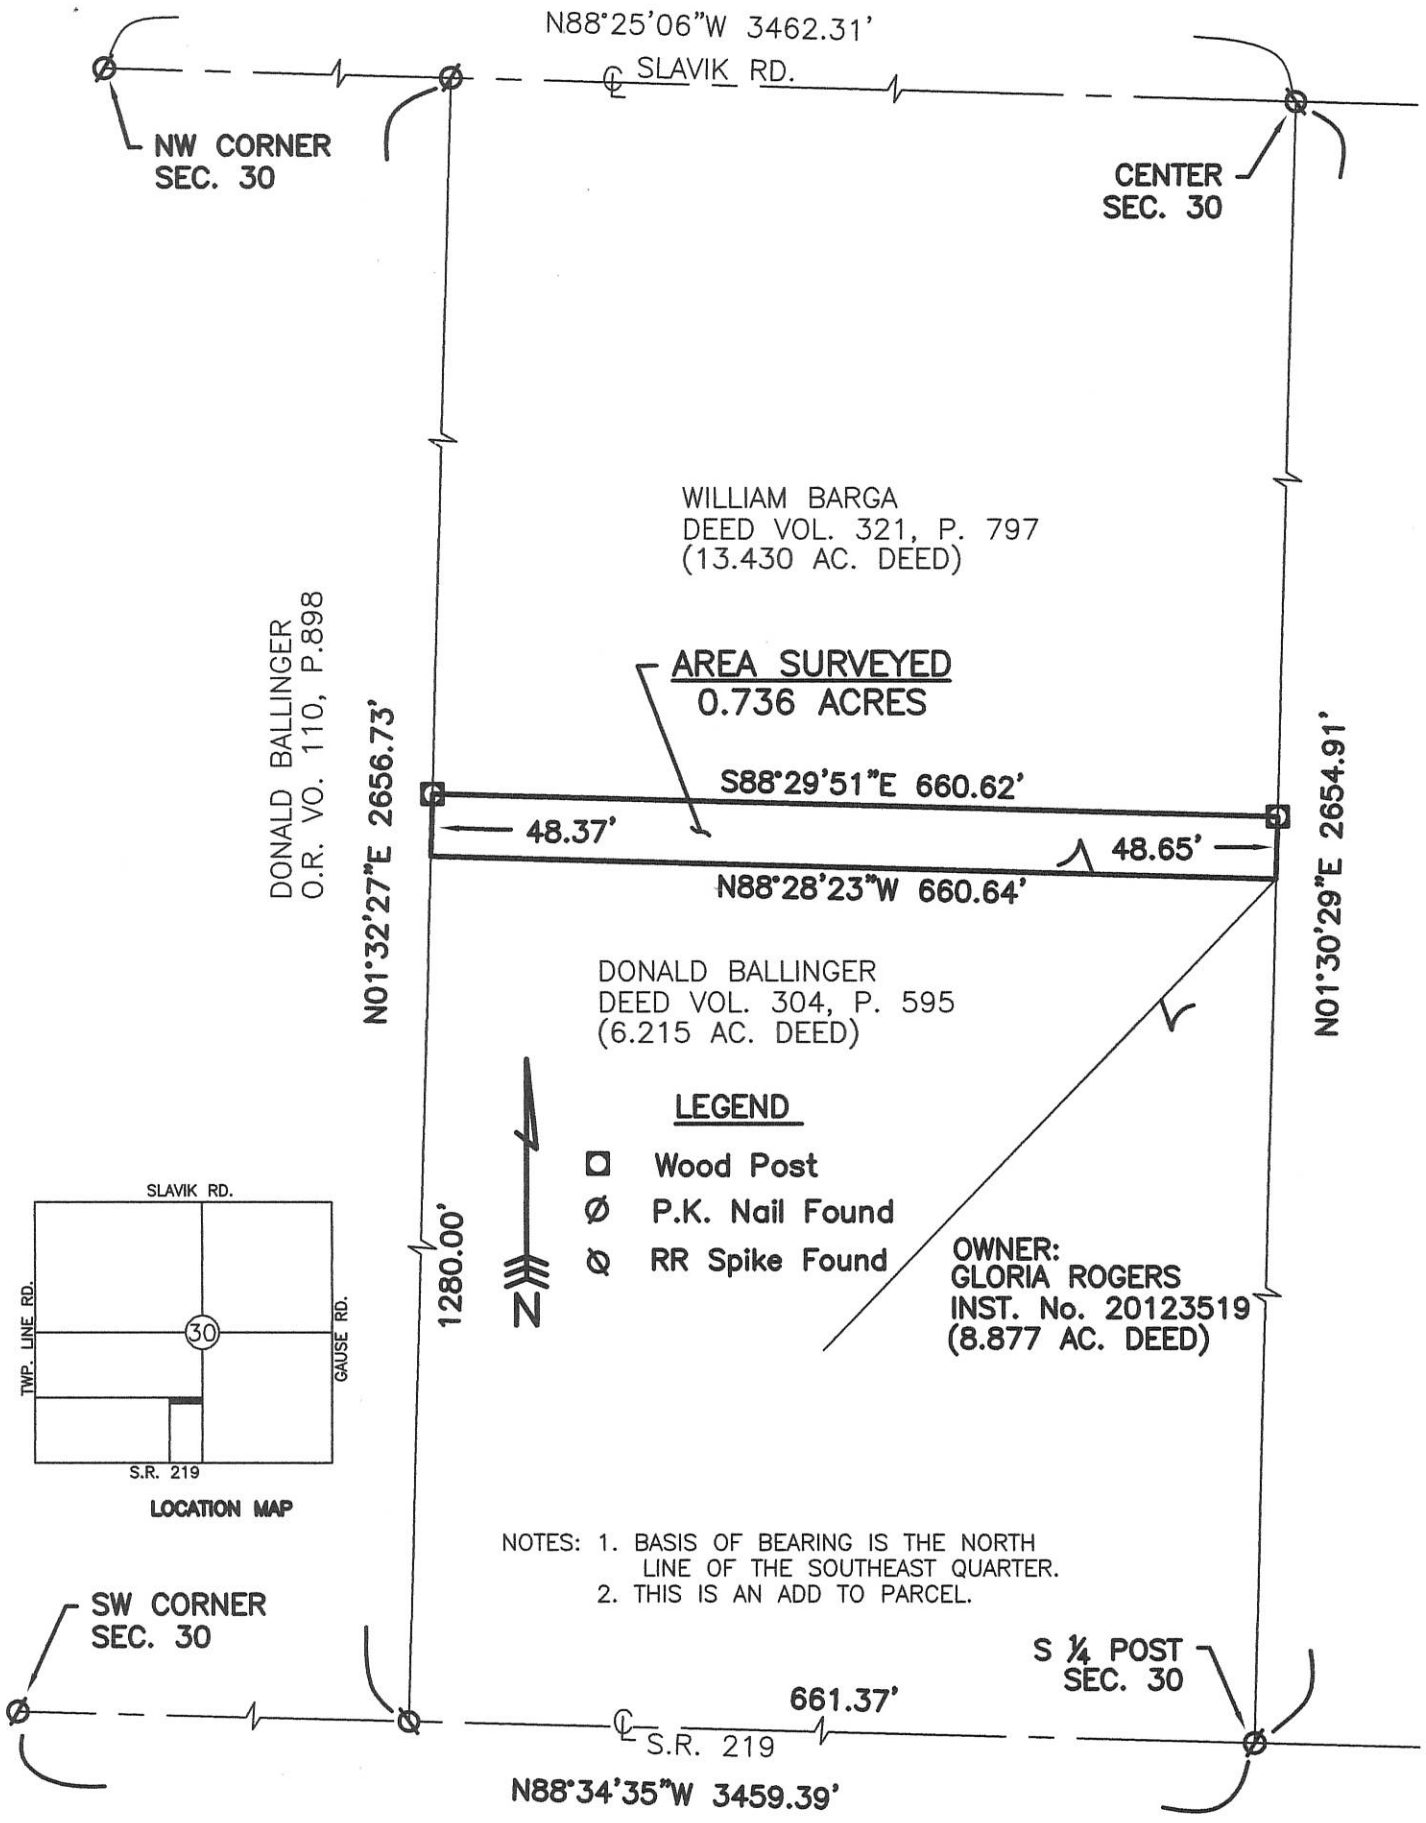 N88°25'06"W 3462.31'
℄ SLAVIK RD.
NW CORNER
SEC. 30
CENTER
SEC. 30
WILLIAM BARGA
DEED VOL. 321, P. 797
(13.430 AC. DEED)
DONALD BALLINGER
O.R. VO. 110, P.898
N01°32'27"E 2656.73'
AREA SURVEYED
0.736 ACRES
S88°29'51"E 660.62'
48.37'
48.65'
N88°28'23"W 660.64'
N01°30'29"E 2654.91'
DONALD BALLINGER
DEED VOL. 304, P. 595
(6.215 AC. DEED)
LEGEND
Wood Post
P.K. Nail Found
RR Spike Found
N
1280.00'
OWNER:
GLORIA ROGERS
INST. No. 20123519
(8.877 AC. DEED)
SLAVIK RD.
TWP. LINE RD.
30
GAUSE RD.
S.R. 219
LOCATION MAP
NOTES: 1. BASIS OF BEARING IS THE NORTH
LINE OF THE SOUTHEAST QUARTER.
2. THIS IS AN ADD TO PARCEL.
SW CORNER
SEC. 30
S ¼ POST
SEC. 30
661.37'
℄ S.R. 219
N88°34'35"W 3459.39'